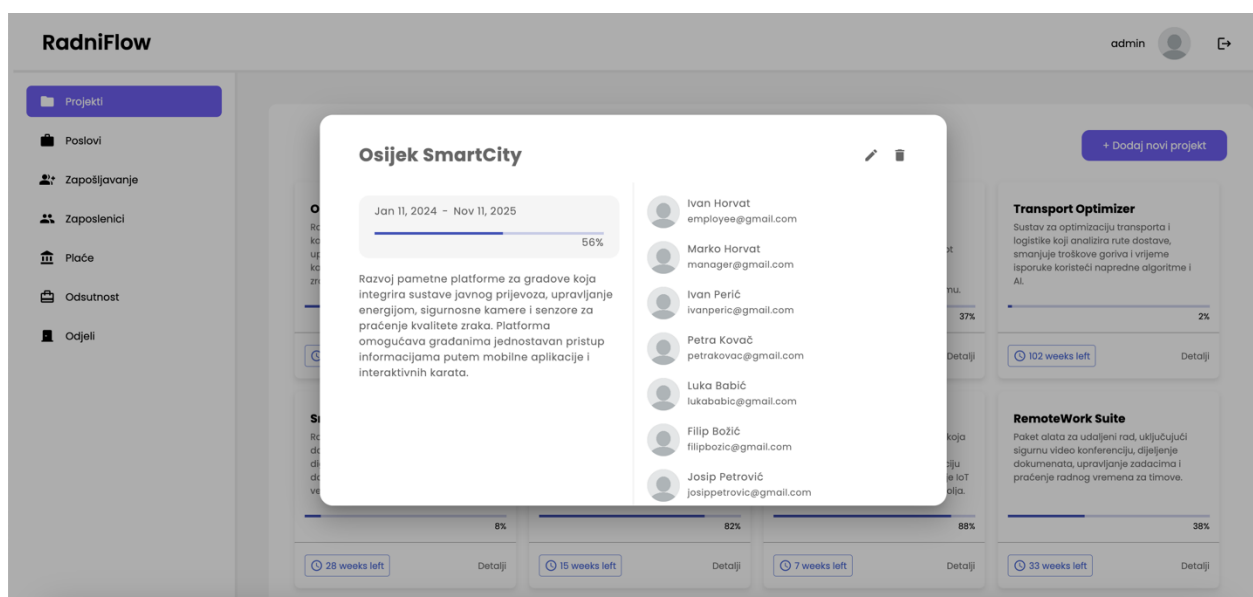 RadniFlow
admin
Projekti
Poslovi
Zapošljavanje
Zaposlenici
Plaće
Odsutnost
Odjeli
+ Dodaj novi projekt
Osijek SmartCity
Jan 11, 2024 - Nov 11, 2025
56%
Razvoj pametne platforme za gradove koja
integrira sustave javnog prijevoza, upravljanje
energijom, sigurnosne kamere i senzore za
praćenje kvalitete zraka. Platforma
omogućava građanima jednostavan pristup
informacijama putem mobilne aplikacije i
interaktivnih karata.
Ivan Horvat
employee@gmail.com
Marko Horvat
manager@gmail.com
Ivan Perić
ivanperic@gmail.com
Petra Kovač
petrakovac@gmail.com
Luka Babić
lukababic@gmail.com
Filip Božić
filipbozic@gmail.com
Josip Petrović
josippetrovic@gmail.com
37%
Detalji
Transport Optimizer
Sustav za optimizaciju transporta i
logistike koji analizira rute dostave,
smanjuje troškove goriva i vrijeme
isporuke koristeći napredne algoritme i
AI.
2%
102 weeks left
Detalji
8%
28 weeks left
Detalji
82%
15 weeks left
Detalji
koja
IoT
88%
7 weeks left
Detalji
RemoteWork Suite
Paket alata za udaljeni rad, uključujući
sigurnu video konferenciju, dijeljenje
dokumenata, upravljanje zadacima i
praćenje radnog vremena za timove.
38%
33 weeks left
Detalji